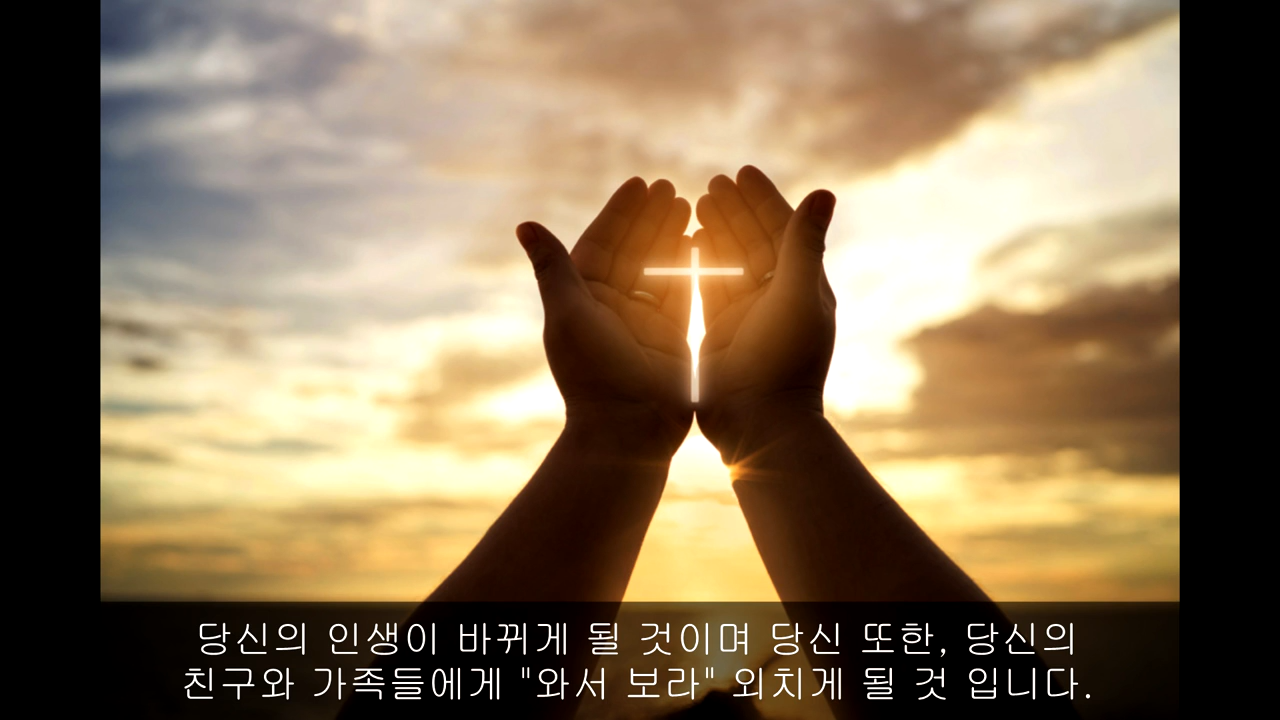 당신의 인생이 바뀌게 될 것이며 당신 또한, 당신의
친구와 가족들에게 "와서 보라" 외치게 될 것 입니다.